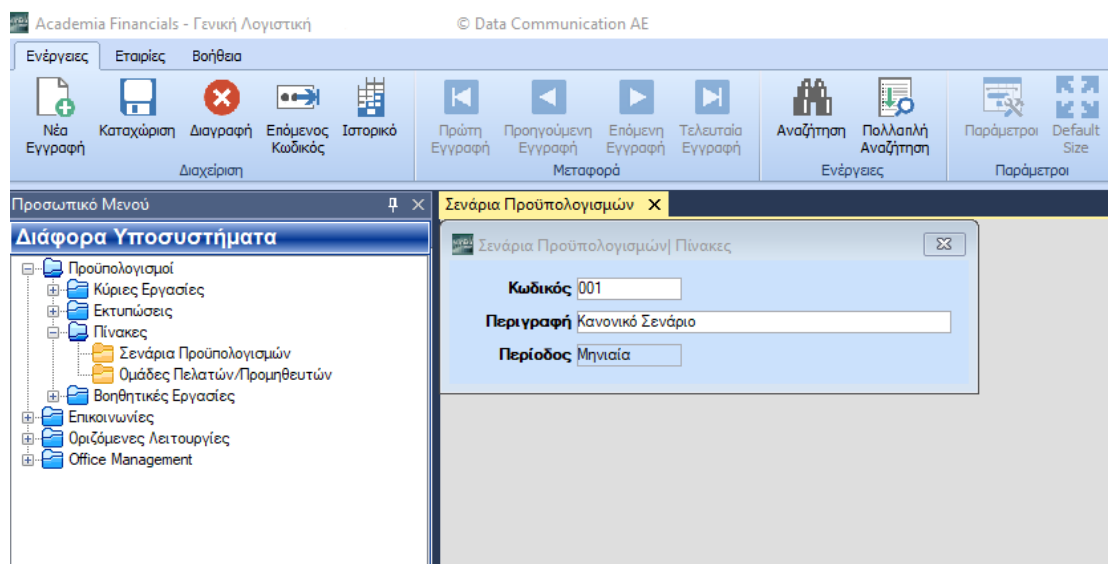 Academia Financials - Γενική Λογιστική © Data Communication AE
Ενέργειες Εταιρίες Βοήθεια
Νέα Εγγραφή Καταχώριση Διαγραφή Επόμενος Κωδικός Ιστορικό Πρώτη Εγγραφή Προηγούμενη Εγγραφή Επόμενη Εγγραφή Τελευταία Εγγραφή Αναζήτηση Πολλαπλή Αναζήτηση Παράμετροι Default Size
Διαχείριση Μεταφορά Ενέργειες Παράμετροι
Προσωπικό Μενού
Διάφορα Υποσυστήματα
Προϋπολογισμοί
Κύριες Εργασίες
Εκτυπώσεις
Πίνακες
Σενάρια Προϋπολογισμών
Ομάδες Πελατών/Προμηθευτών
Βοηθητικές Εργασίες
Επικοινωνίες
Οριζόμενες Λειτουργίες
Office Management
Σενάρια Προϋπολογισμών
Σενάρια Προϋπολογισμών| Πίνακες
Κωδικός 001
Περιγραφή Κανονικό Σενάριο
Περίοδος Μηνιαία